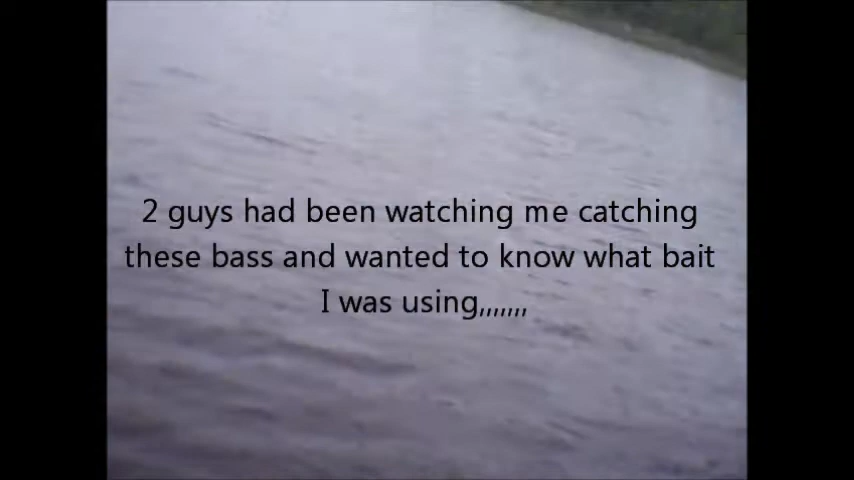 2 guys had been watching me catching
these bass and wanted to know what bait
I was using,,,,,,,